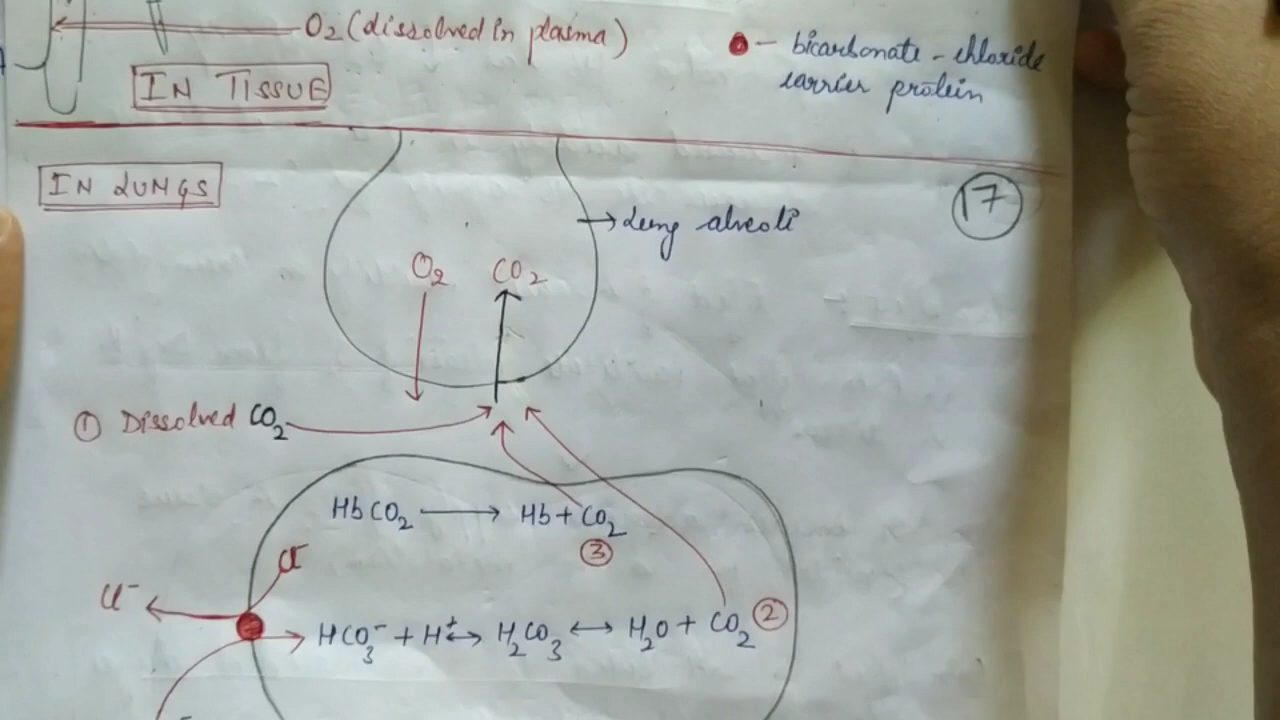 O₂ (dissolved in plasma)
IN TISSUE
- bicarbonate - chloride
carrier protein
IN LUNGS
17
→ Lung alveoli
O₂ CO₂
① Dissolved CO₂
HbCO₂ → Hb + CO₂
③
Cl⁻
Cl⁻
HCO₃⁻ + H⁺ ↔ H₂CO₃ ↔ H₂O + CO₂ ②